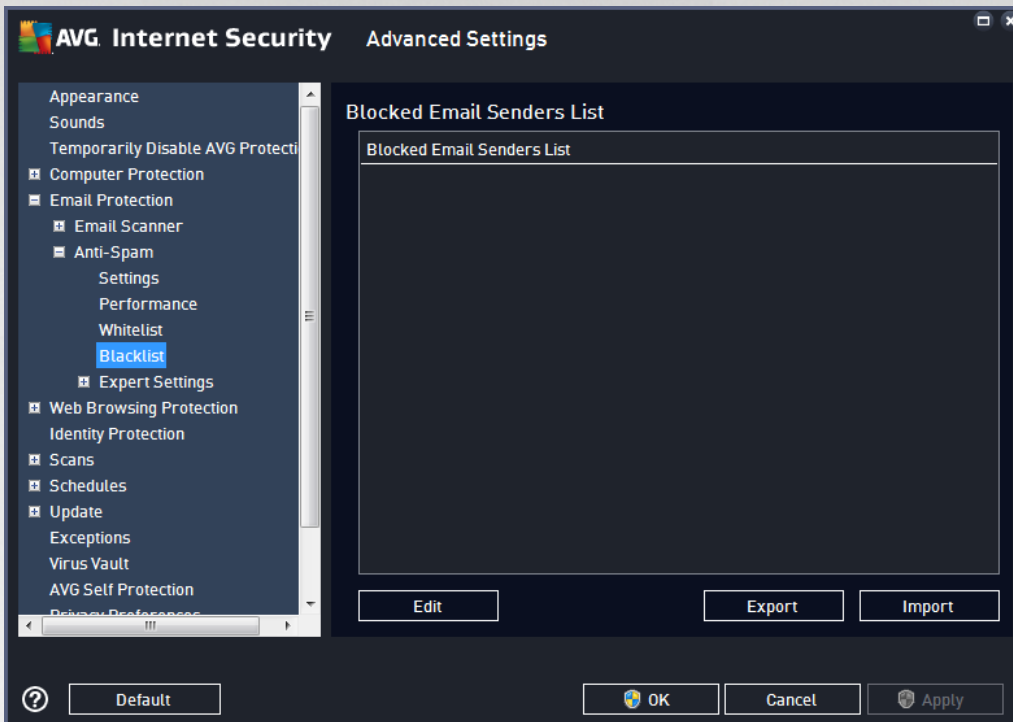 AVG. Internet Security Advanced Settings
Appearance
Sounds
Temporarily Disable AVG Protecti
Computer Protection
Email Protection
Email Scanner
Anti-Spam
Settings
Performance
Whitelist
Blacklist
Expert Settings
Web Browsing Protection
Identity Protection
Scans
Schedules
Update
Exceptions
Virus Vault
AVG Self Protection
Privacy Preferences
Blocked Email Senders List
Blocked Email Senders List
Edit
Export
Import
?
Default
OK
Cancel
Apply